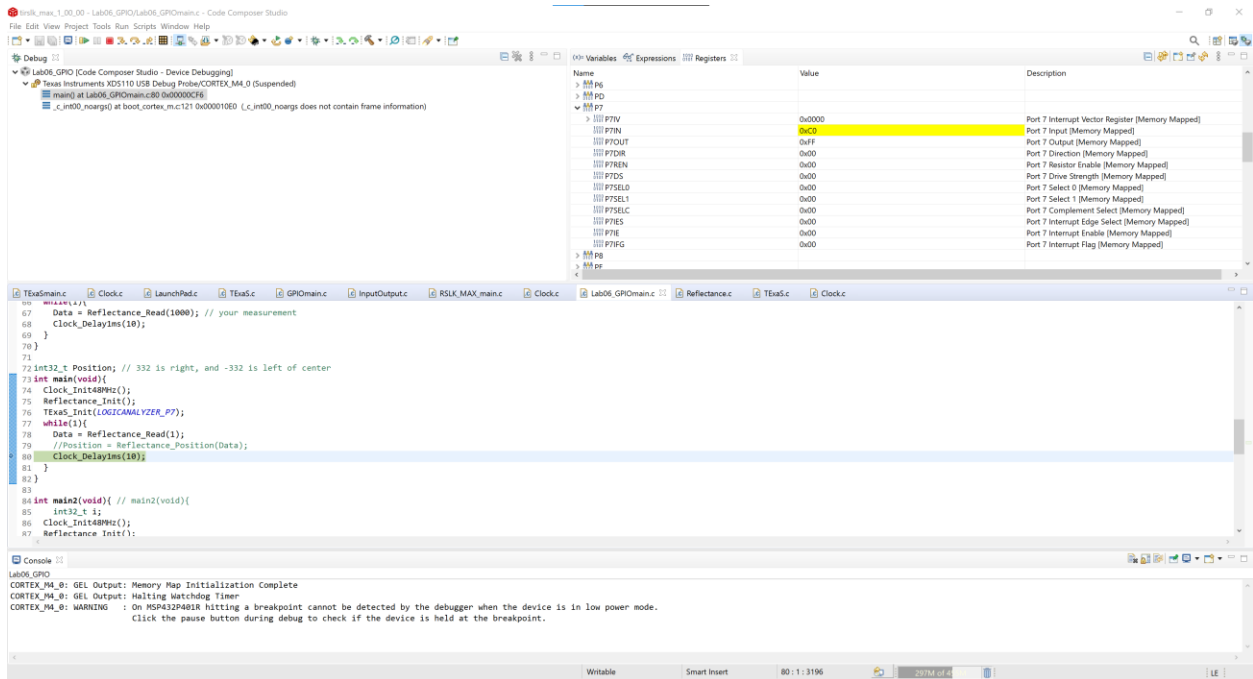 tirslk_max_1_00_00 - Lab06_GPIO/Lab06_GPIOmain.c - Code Composer Studio
File Edit View Project Tools Run Scripts Window Help
Debug
Lab06_GPIO [Code Composer Studio - Device Debugging]
Texas Instruments XDS110 USB Debug Probe/CORTEX_M4_0 (Suspended)
main() at Lab06_GPIOmain.c:80 0x00000CF6
_c_int00_noargs() at boot_cortex_m.c:121 0x000010E0 (_c_int00_noargs does not contain frame information)
(x)= Variables Expressions Registers
Name Value Description
P6
PD
P7
P7IV 0x0000 Port 7 Interrupt Vector Register [Memory Mapped]
P7IN 0xC0 Port 7 Input [Memory Mapped]
P7OUT 0xFF Port 7 Output [Memory Mapped]
P7DIR 0x00 Port 7 Direction [Memory Mapped]
P7REN 0x00 Port 7 Resistor Enable [Memory Mapped]
P7DS 0x00 Port 7 Drive Strength [Memory Mapped]
P7SEL0 0x00 Port 7 Select 0 [Memory Mapped]
P7SEL1 0x00 Port 7 Select 1 [Memory Mapped]
P7SELC 0x00 Port 7 Complement Select [Memory Mapped]
P7IES 0x00 Port 7 Interrupt Edge Select [Memory Mapped]
P7IE 0x00 Port 7 Interrupt Enable [Memory Mapped]
P7IFG 0x00 Port 7 Interrupt Flag [Memory Mapped]
P8
PE
TExaSmain.c Clock.c LaunchPad.c TExaS.c GPIOmain.c InputOutput.c RSLK_MAX_main.c Clock.c Lab06_GPIOmain.c Reflectance.c TExaS.c Clock.c
66 while(1){
67 Data = Reflectance_Read(1000); // your measurement
68 Clock_Delay1ms(10);
69 }
70 }
71
72 int32_t Position; // 332 is right, and -332 is left of center
73 int main(void){
74 Clock_Init48MHz();
75 Reflectance_Init();
76 TExaS_Init(LOGICANALYZER_P7);
77 while(1){
78 Data = Reflectance_Read(1);
79 //Position = Reflectance_Position(Data);
80 Clock_Delay1ms(10);
81 }
82 }
83
84 int main2(void){ // main2(void){
85 int32_t i;
86 Clock_Init48MHz();
87 Reflectance_Init();
Console
Lab06_GPIO
CORTEX_M4_0: GEL Output: Memory Map Initialization Complete
CORTEX_M4_0: GEL Output: Halting Watchdog Timer
CORTEX_M4_0: WARNING : On MSP432P401R hitting a breakpoint cannot be detected by the debugger when the device is in low power mode.
Click the pause button during debug to check if the device is held at the breakpoint.
Writable Smart Insert 80 : 1 : 3196 297M of LE